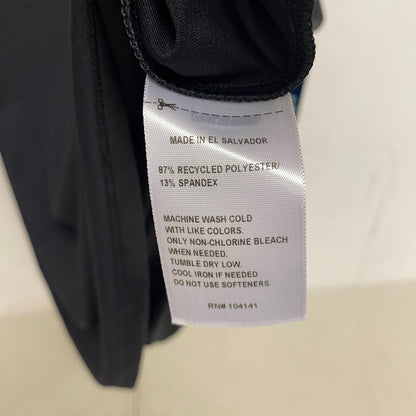 MADE IN EL SALVADOR
87% RECYCLED POLYESTER/
13% SPANDEX
MACHINE WASH COLD
WITH LIKE COLORS.
ONLY NON-CHLORINE BLEACH
WHEN NEEDED.
TUMBLE DRY LOW.
COOL IRON IF NEEDED
DO NOT USE SOFTENERS.
RN# 104141